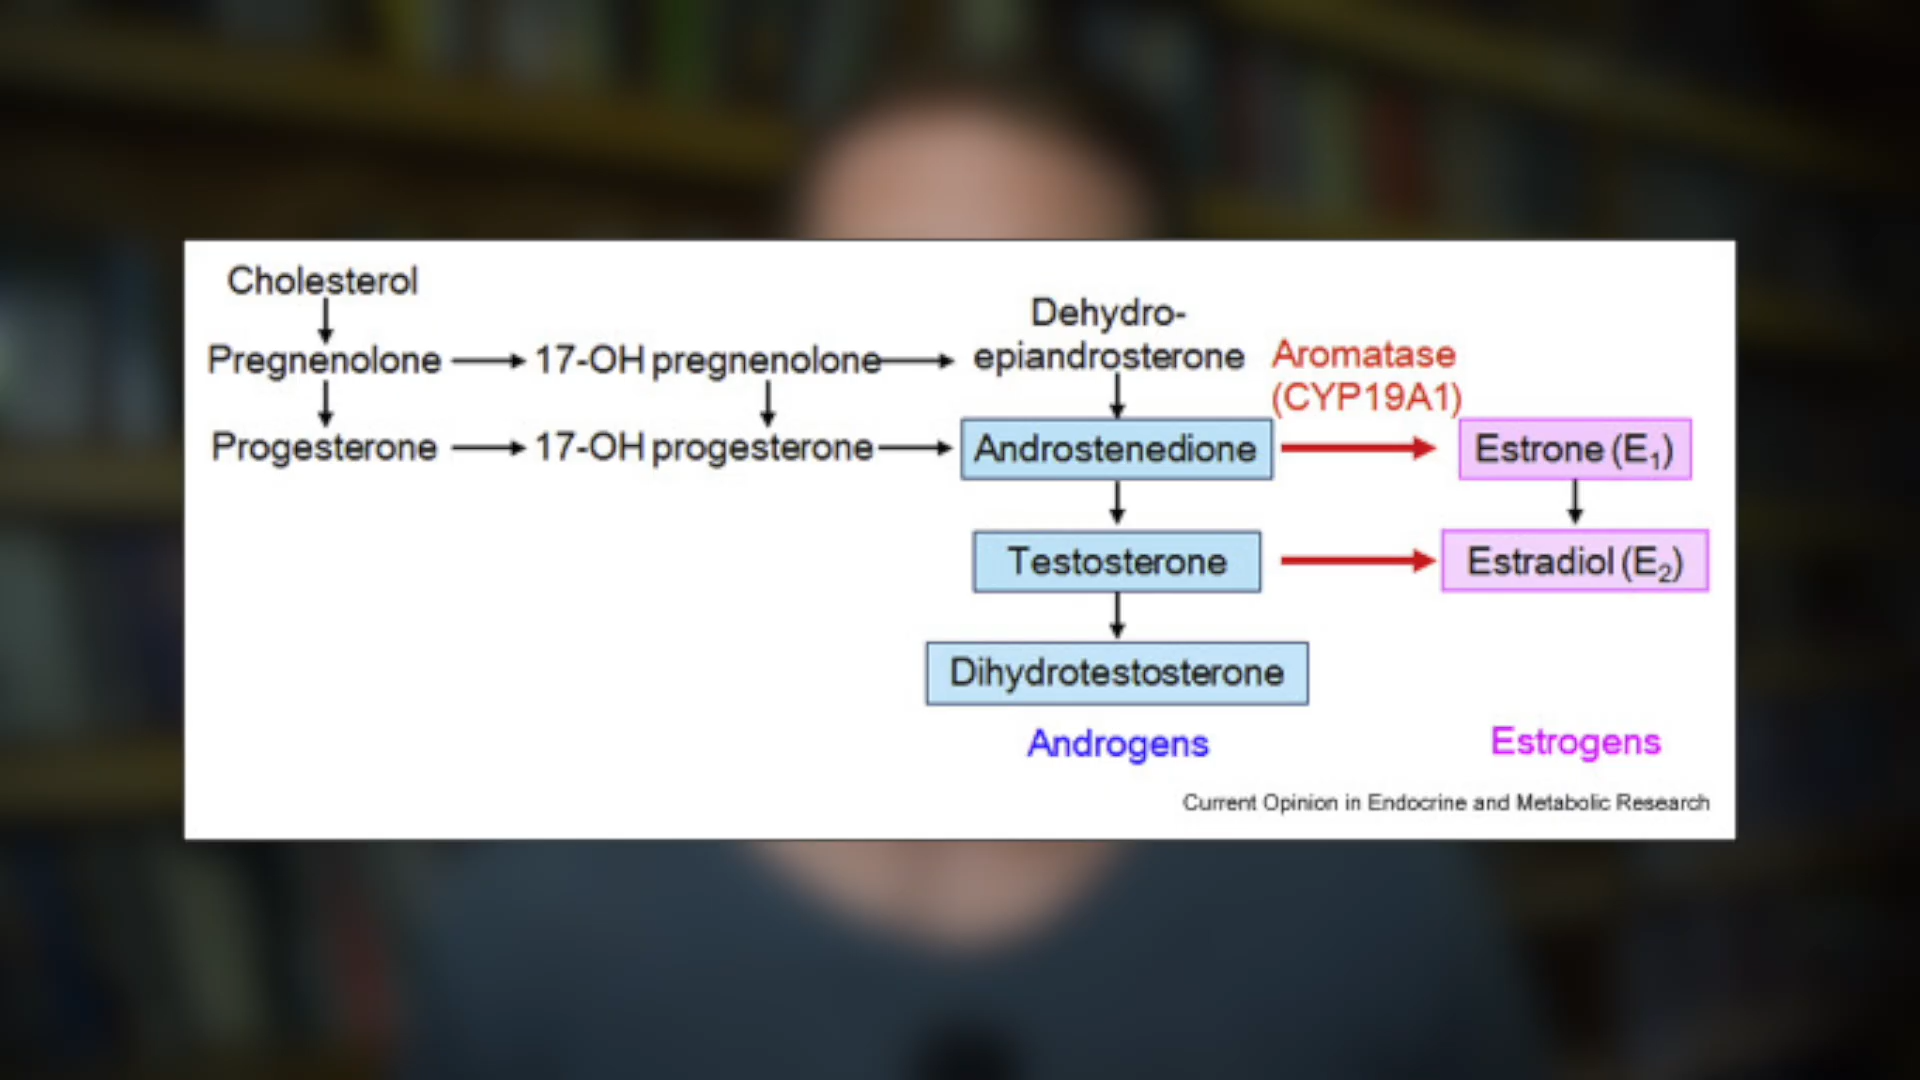 Cholesterol
Dehydro-
Pregnenolone 17-OH pregnenolone epiandrosterone Aromatase
(CYP19A1)
Progesterone 17-OH progesterone Androstenedione Estrone (E₁)
Testosterone Estradiol (E₂)
Dihydrotestosterone
Androgens Estrogens
Current Opinion in Endocrine and Metabolic Research